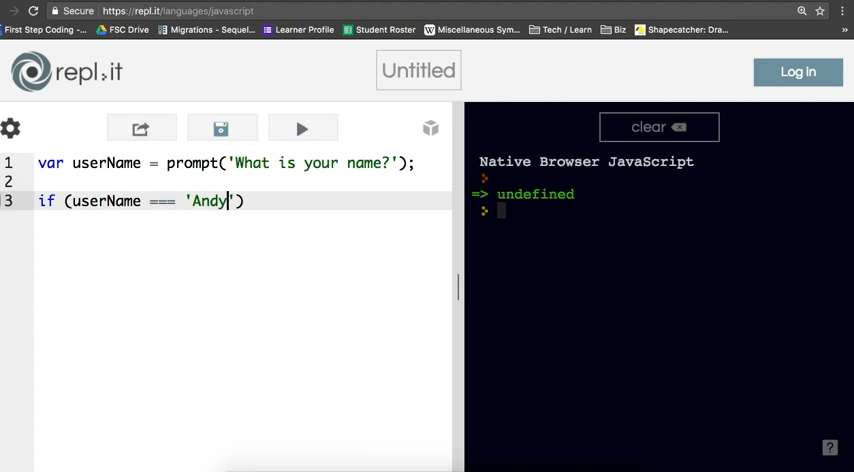 Secure https://repl.it/languages/javascript
First Step Coding -... FSC Drive Migrations - Sequel... Learner Profile Student Roster Miscellaneous Sym... Tech / Learn Biz Shapecatcher: Dra... »
repl.it Untitled Log in
clear
1 var userName = prompt('What is your name?');
2
3 if (userName === 'Andy')
Native Browser JavaScript
=> undefined
?